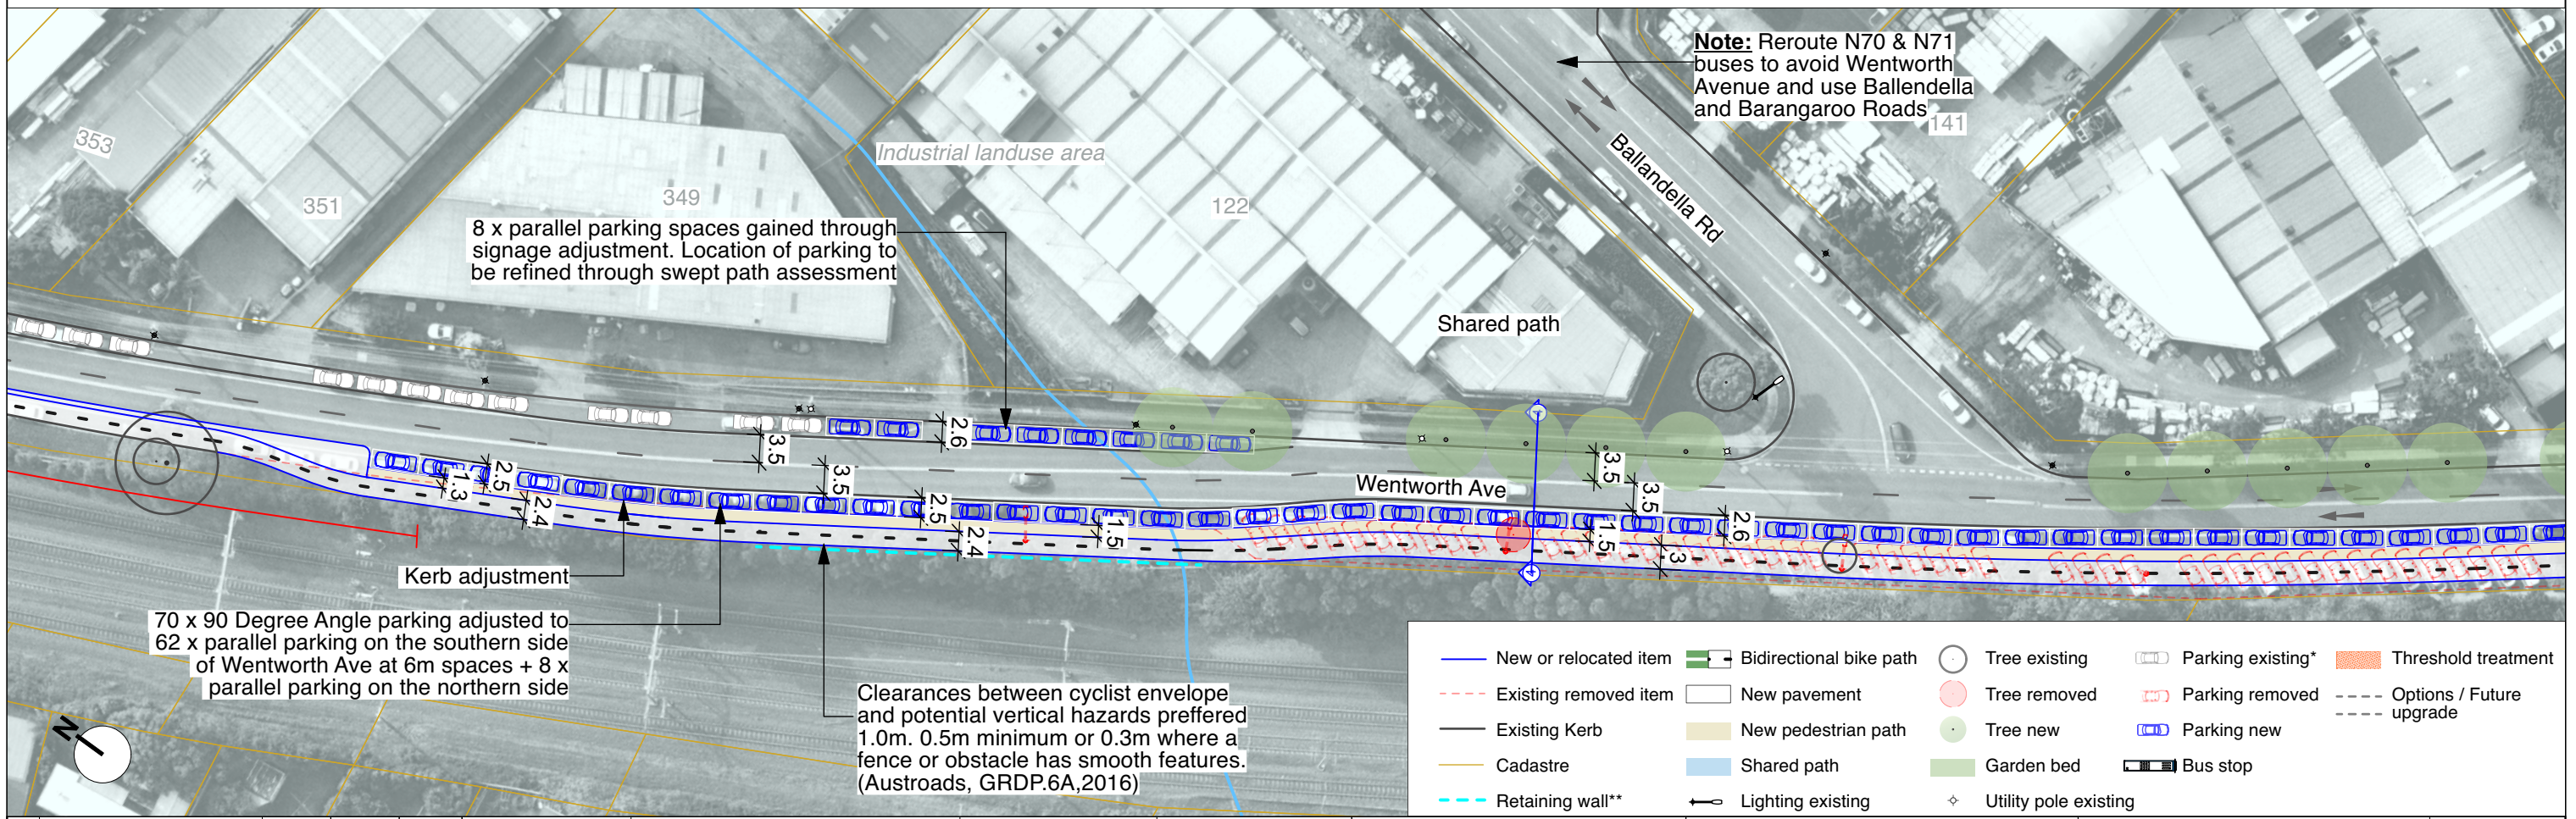 Note: Reroute N70 & N71
buses to avoid Wentworth
Avenue and use Ballendella
and Barangaroo Roads
141
353
351
349
Industrial landuse area
122
Ballandella Rd
8 x parallel parking spaces gained through
signage adjustment. Location of parking to
be refined through swept path assessment
Shared path
2.6
3.5
3.5
2.5
1.3
2.4
2.5
2.4
1.5
Wentworth Ave
3.5
3.5
2.6
1.5
3
Kerb adjustment
70 x 90 Degree Angle parking adjusted to
62 x parallel parking on the southern side
of Wentworth Ave at 6m spaces + 8 x
parallel parking on the northern side
Clearances between cyclist envelope
and potential vertical hazards preffered
1.0m. 0.5m minimum or 0.3m where a
fence or obstacle has smooth features.
(Austroads, GRDP.6A,2016)
N
New or relocated item
Existing removed item
Existing Kerb
Cadastre
Retaining wall**
Bidirectional bike path
New pavement
New pedestrian path
Shared path
Lighting existing
Tree existing
Tree removed
Tree new
Garden bed
Utility pole existing
Parking existing*
Parking removed
Parking new
Bus stop
Threshold treatment
Options / Future
upgrade